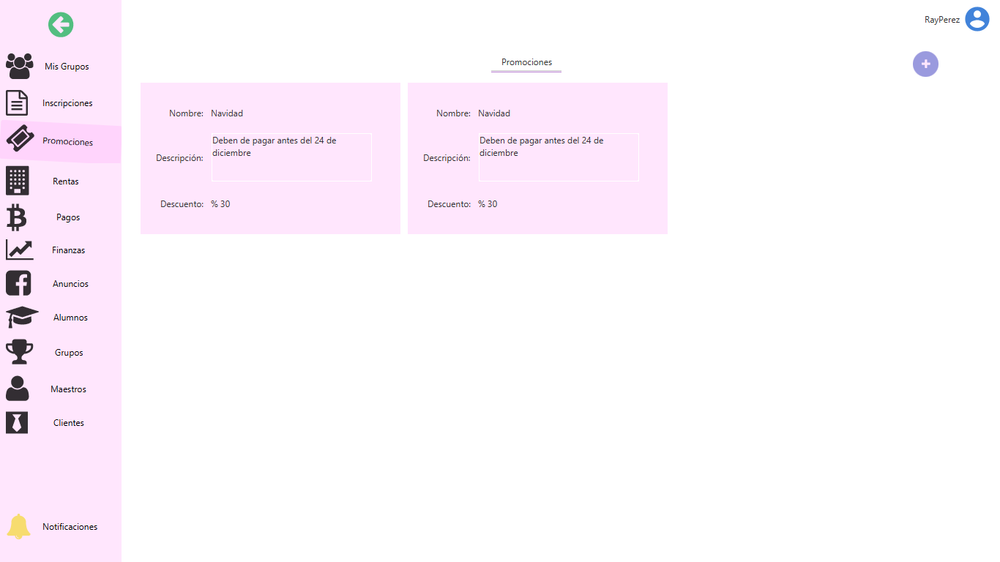 RayPerez
Mis Grupos
Inscripciones
Promociones
Rentas
Pagos
Finanzas
Anuncios
Alumnos
Grupos
Maestros
Clientes
Notificaciones
Promociones
Nombre: Navidad
Descripción: Deben de pagar antes del 24 de
diciembre
Descuento: % 30
Nombre: Navidad
Descripción: Deben de pagar antes del 24 de
diciembre
Descuento: % 30